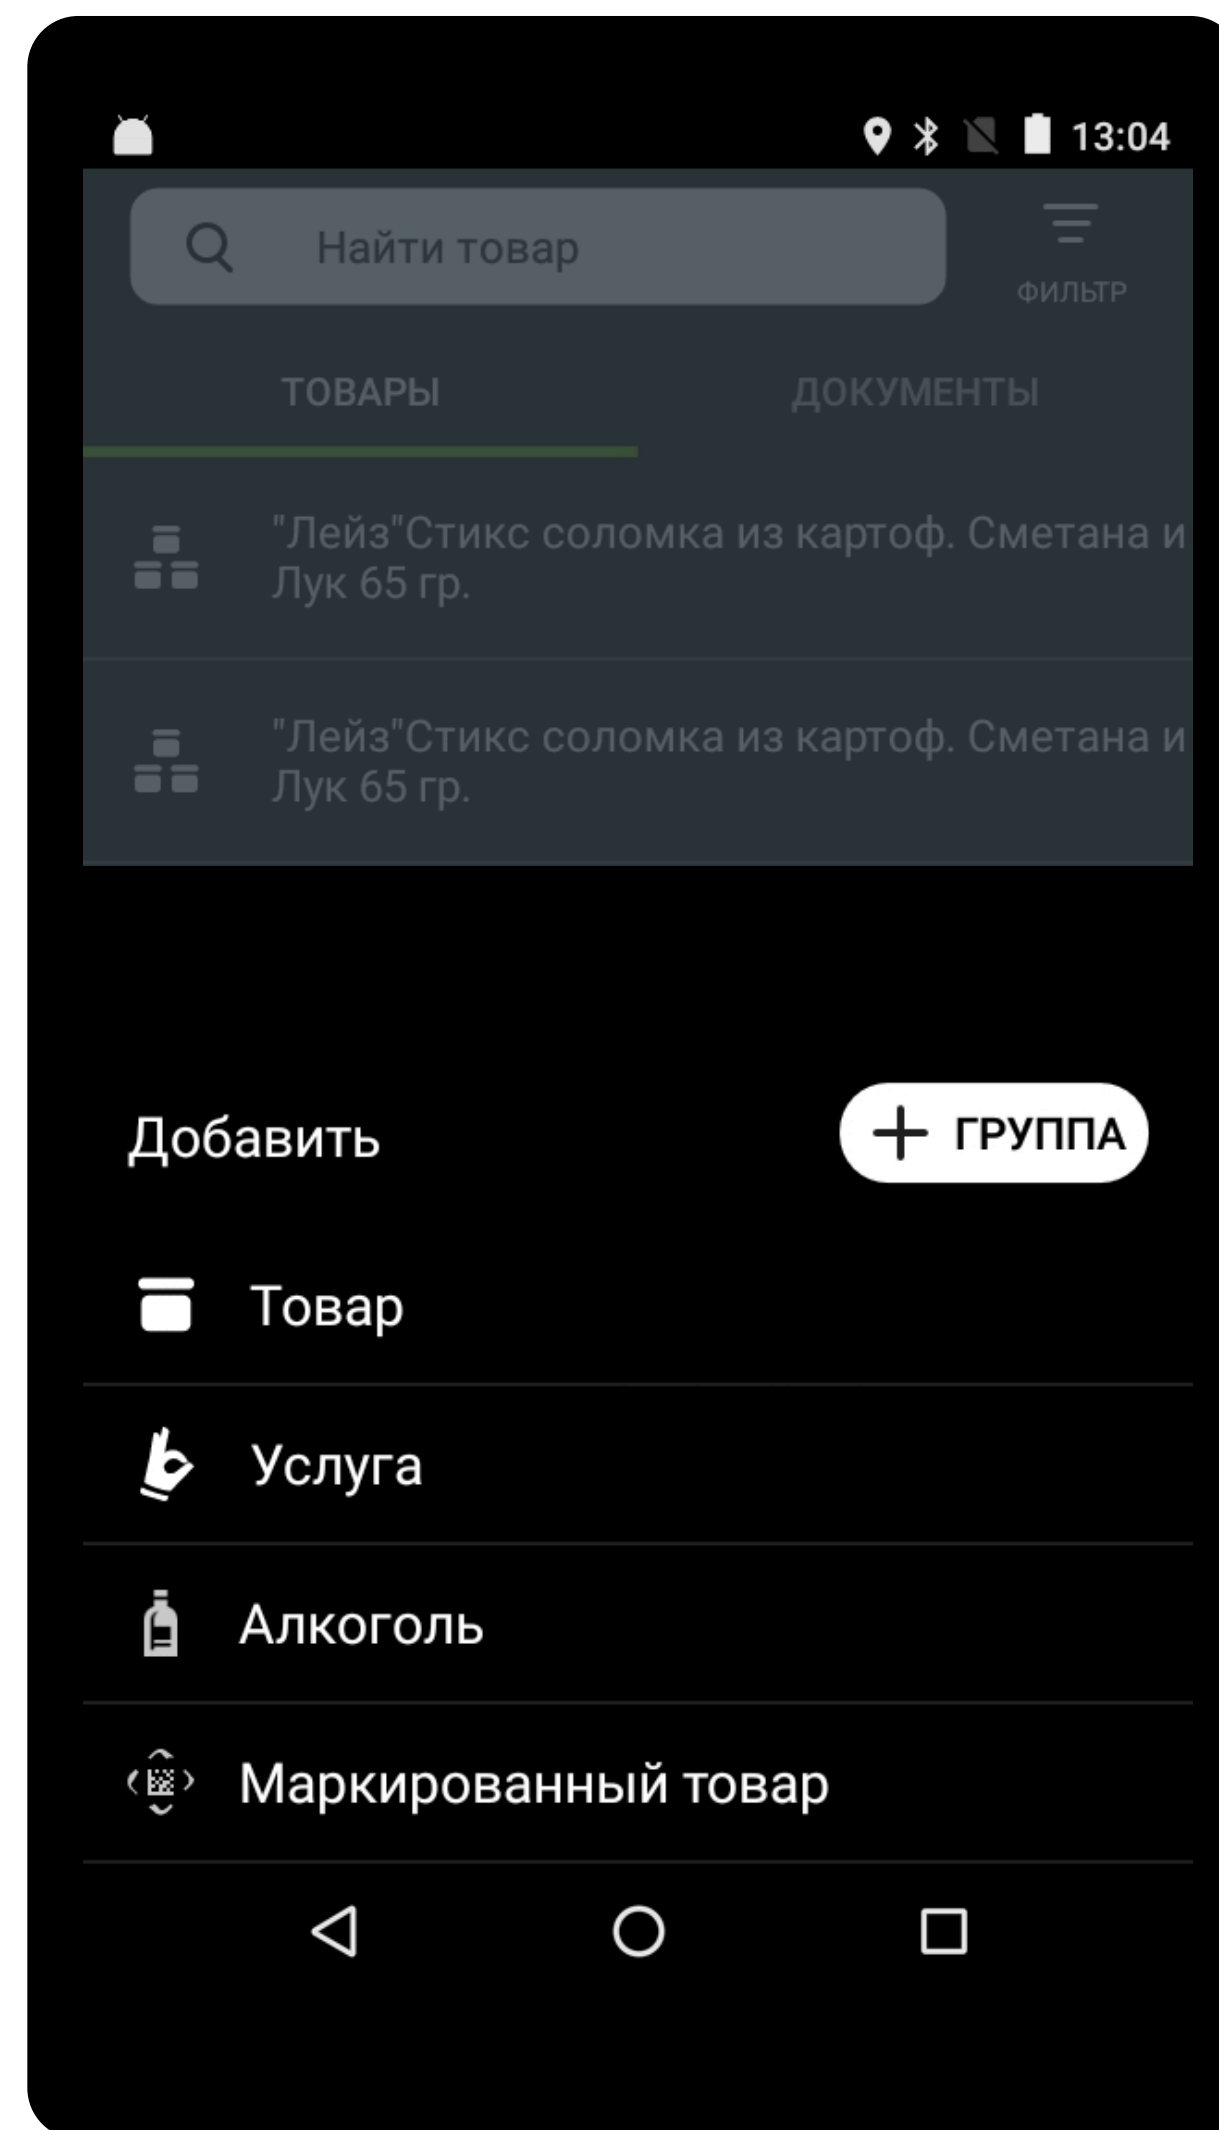 13:04
Найти товар
ФИЛЬТР
ТОВАРЫ
ДОКУМЕНТЫ
"Лейз"Стикс соломка из картоф. Сметана и
Лук 65 гр.
"Лейз"Стикс соломка из картоф. Сметана и
Лук 65 гр.
Добавить
ГРУППА
Товар
Услуга
Алкоголь
Маркированный товар